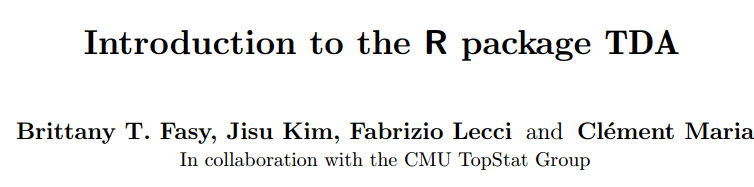 Introduction to the R package TDA
Brittany T. Fasy, Jisu Kim, Fabrizio Lecci and Clément Maria
In collaboration with the CMU TopStat Group